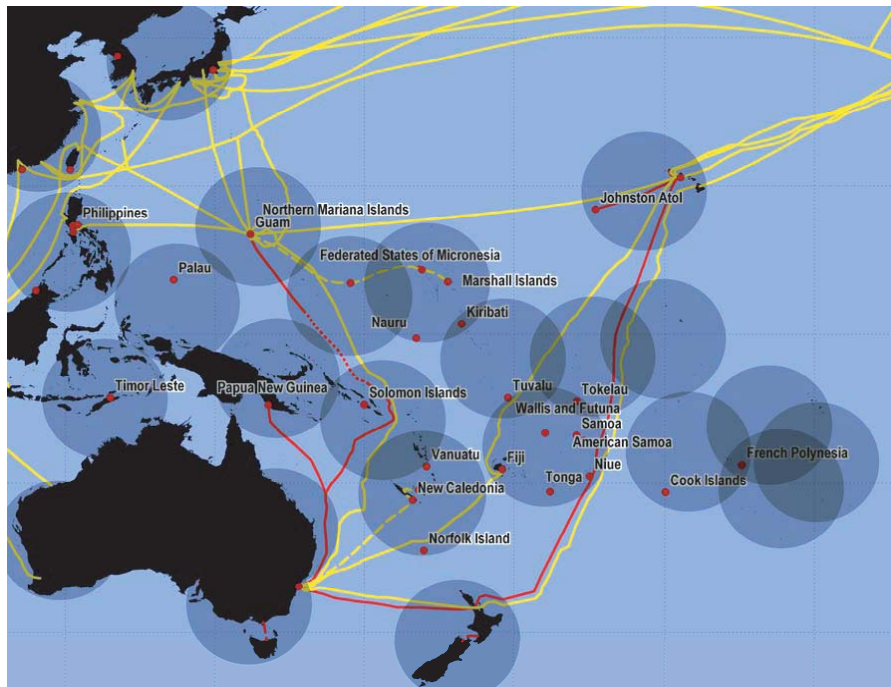 Philippines
Johnston Atol
Northern Mariana Islands
Guam
Federated States of Micronesia
Palau
Marshall Islands
Kiribati
Nauru
Timor Leste
Papua New Guinea
Solomon Islands
Tuvalu
Tokelau
Wallis and Futuna
Samoa
American Samoa
Vanuatu
Fiji
French Polynesia
Niue
Tonga
Cook Islands
New Caledonia
Norfolk Island